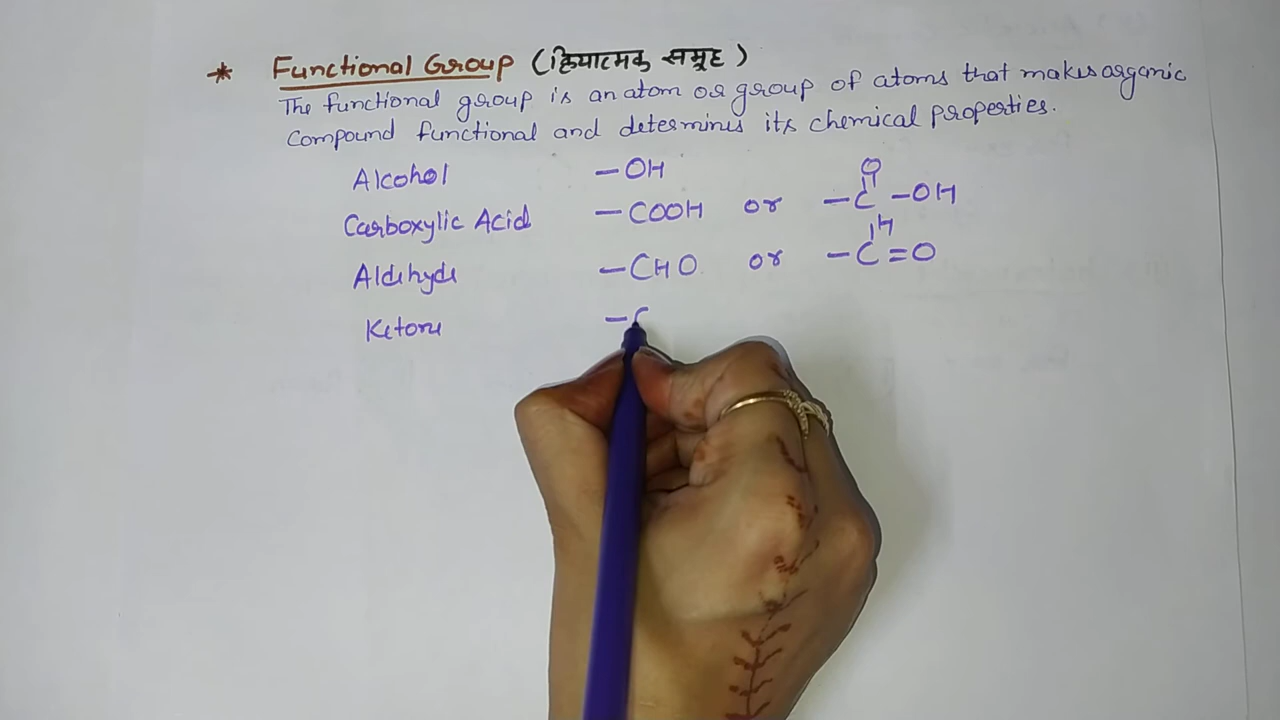 * Functional Group (क्रियात्मक समूह)
The functional group is an atom or group of atoms that makes organic
compound functional and determines its chemical properties.
Alcohol —OH
Carboxylic Acid —COOH or —C(=O)—OH
Aldehyde —CHO or —C(H)=O
Ketone —C